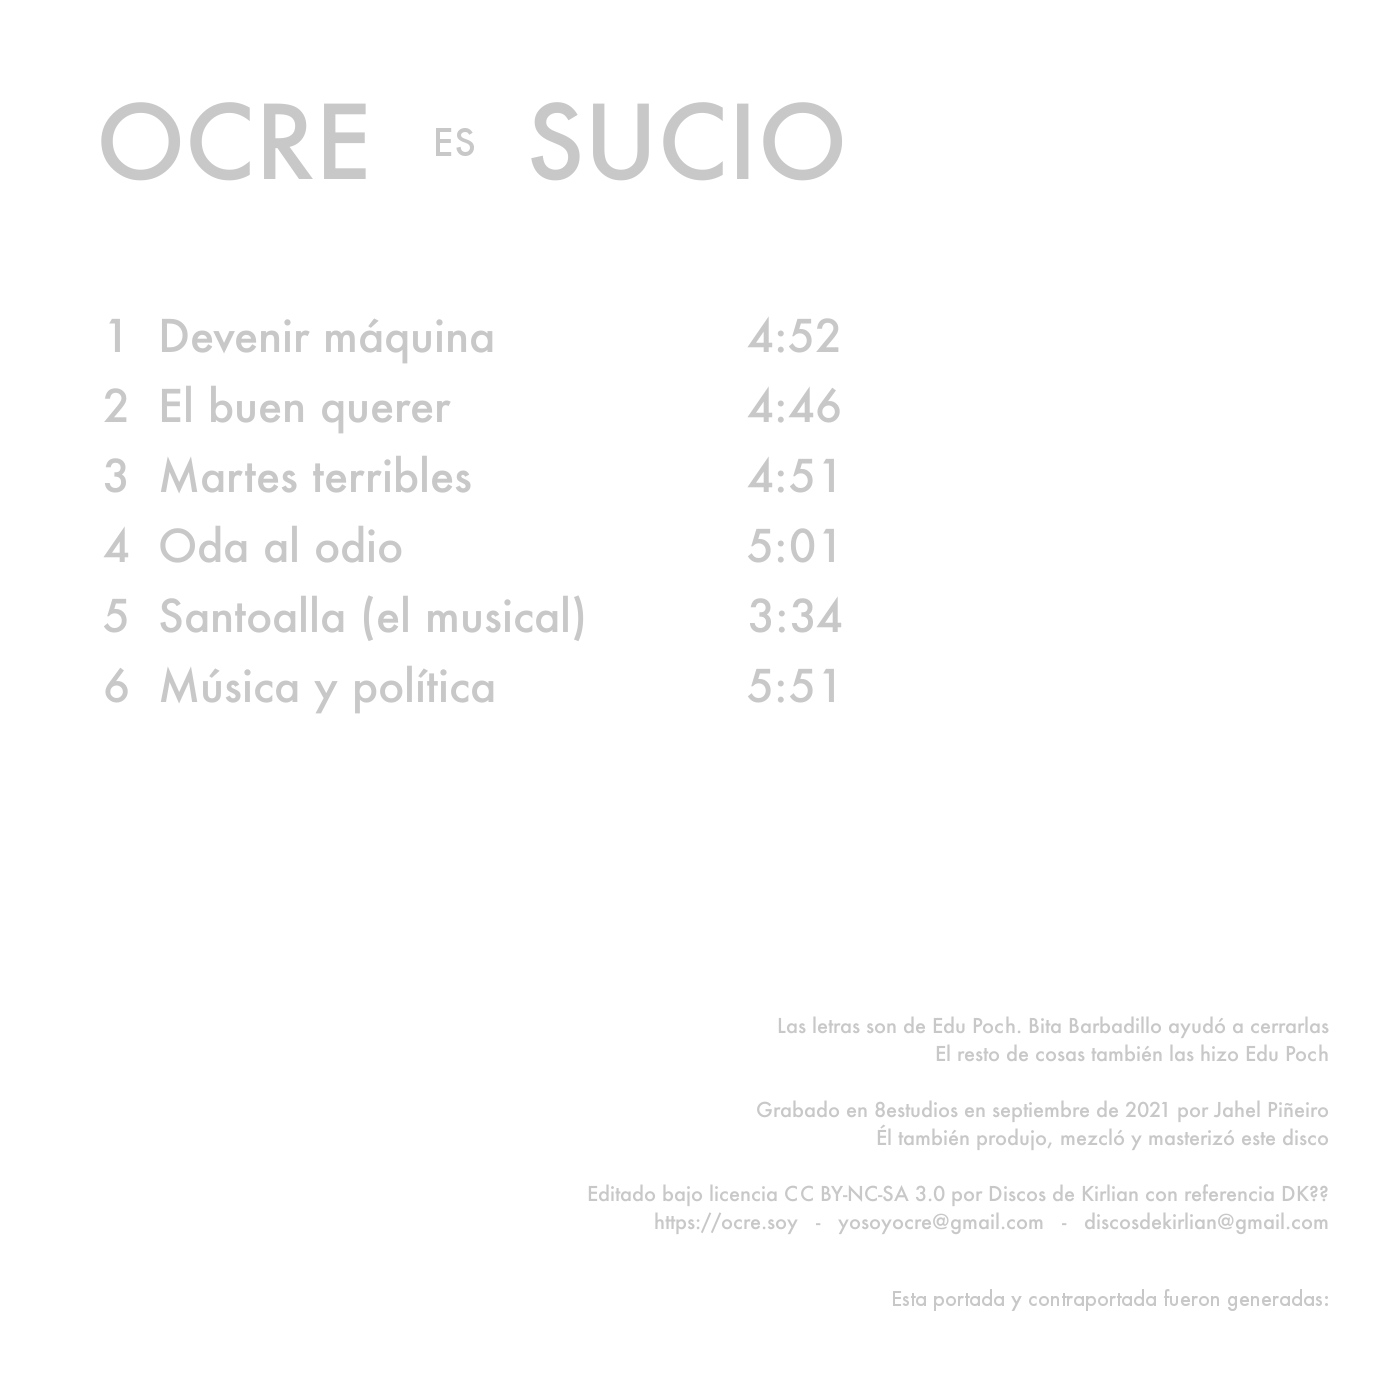 OCRE ES SUCIO
1 Devenir máquina 4:52
2 El buen querer 4:46
3 Martes terribles 4:51
4 Oda al odio 5:01
5 Santoalla (el musical) 3:34
6 Música y política 5:51
Las letras son de Edu Poch. Bita Barbadillo ayudó a cerrarlas
El resto de cosas también las hizo Edu Poch
Grabado en 8estudios en septiembre de 2021 por Jahel Piñeiro
Él también produjo, mezcló y masterizó este disco
Editado bajo licencia CC BY-NC-SA 3.0 por Discos de Kirlian con referencia DK??
https://ocre.soy - yosoyocre@gmail.com - discosdekirlian@gmail.com
Esta portada y contraportada fueron generadas: